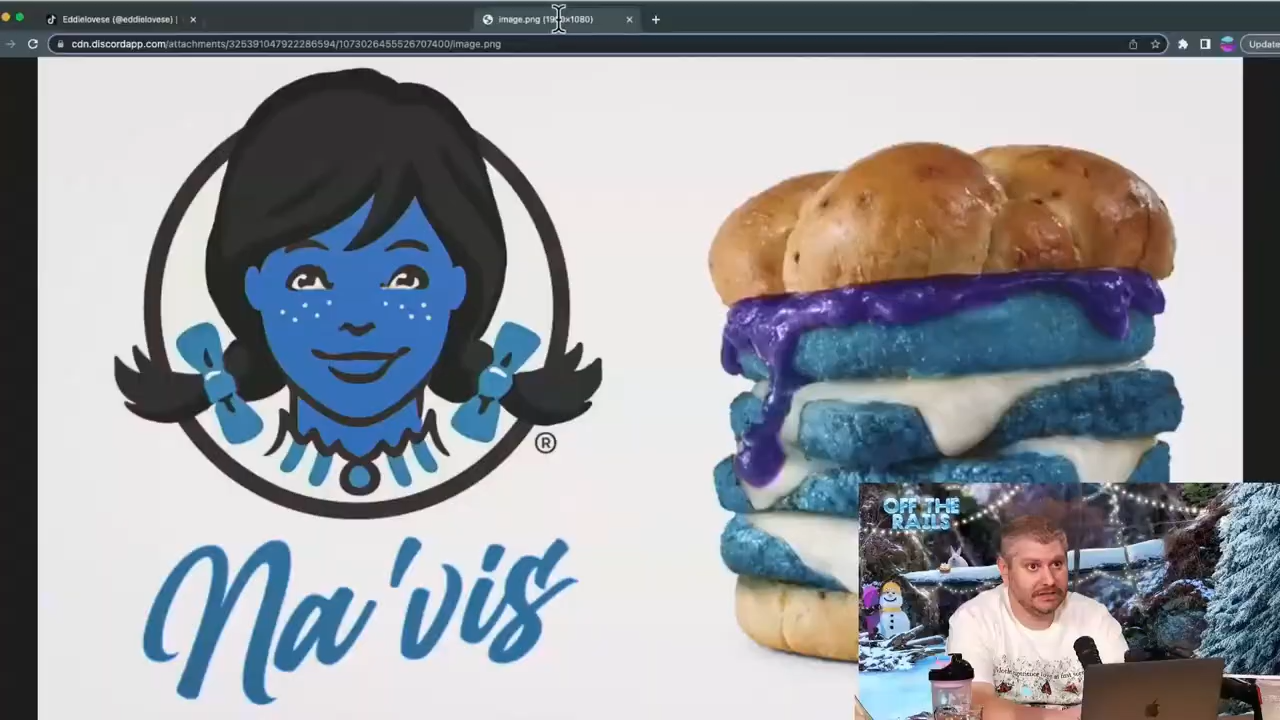 Eddielovese (@eddielovese) |
image.png
cdn.discordapp.com/attachments/325391047922286594/1073026455526707400/image.png
Update
®
Na'vis
OFF THE
RAILS